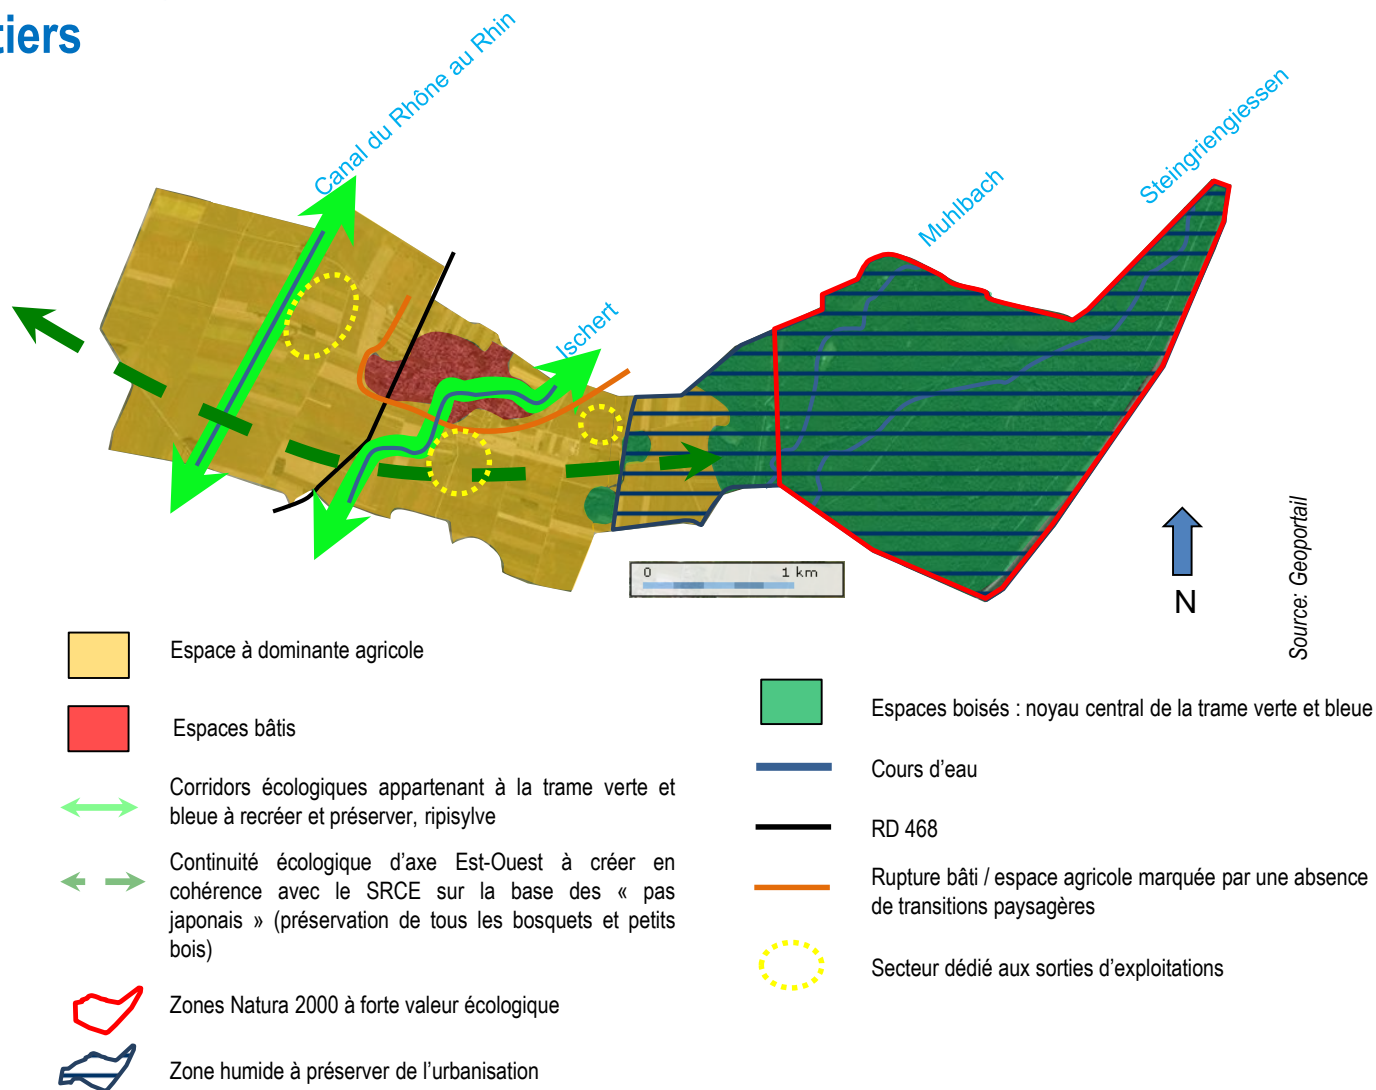 tiers
Canal du Rhône au Rhin
Steingriengiessen
Muhlbach
Ischert
0 1 km
N
Source: Geoportail
Espace à dominante agricole
Espaces bâtis
Corridors écologiques appartenant à la trame verte et
bleue à recréer et préserver, ripisylve
Continuité écologique d’axe Est-Ouest à créer en
cohérence avec le SRCE sur la base des « pas
japonais » (préservation de tous les bosquets et petits
bois)
Zones Natura 2000 à forte valeur écologique
Zone humide à préserver de l’urbanisation
Espaces boisés : noyau central de la trame verte et bleue
Cours d’eau
RD 468
Rupture bâti / espace agricole marquée par une absence
de transitions paysagères
Secteur dédié aux sorties d’exploitations